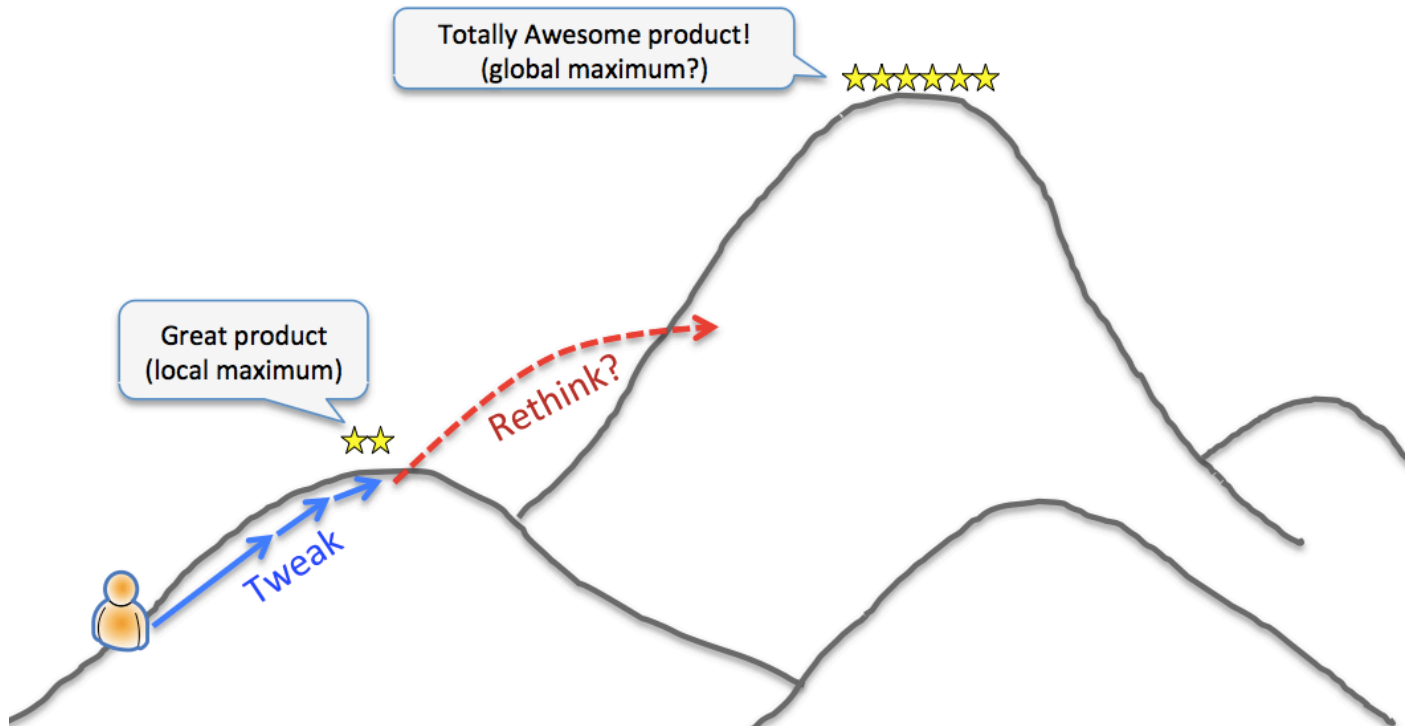 Totally Awesome product!
(global maximum?)
Great product
(local maximum)
Rethink?
Tweak